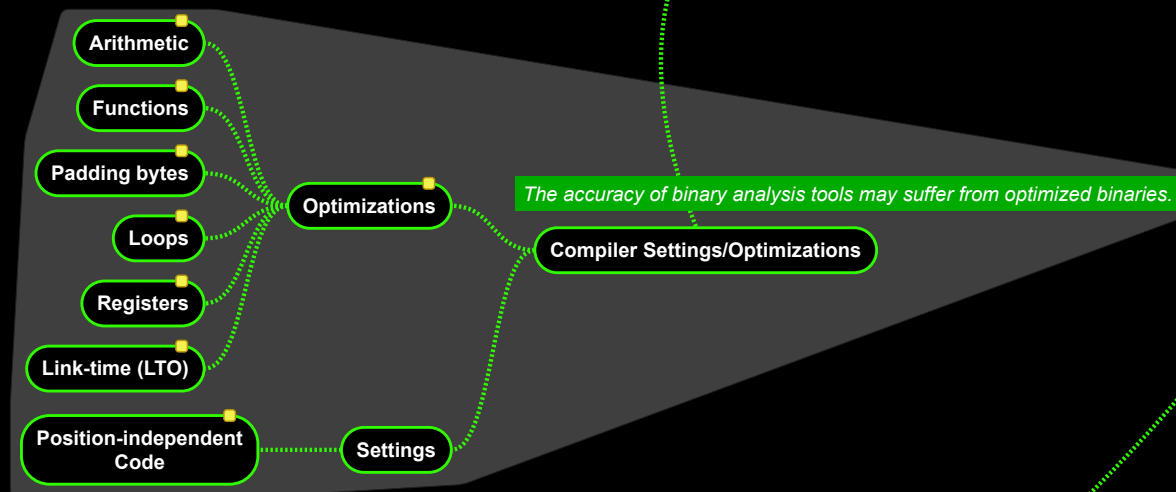 Arithmetic
Functions
Padding bytes
Loops
Registers
Link-time (LTO)
Position-independent
Code
Optimizations
Settings
The accuracy of binary analysis tools may suffer from optimized binaries.
Compiler Settings/Optimizations